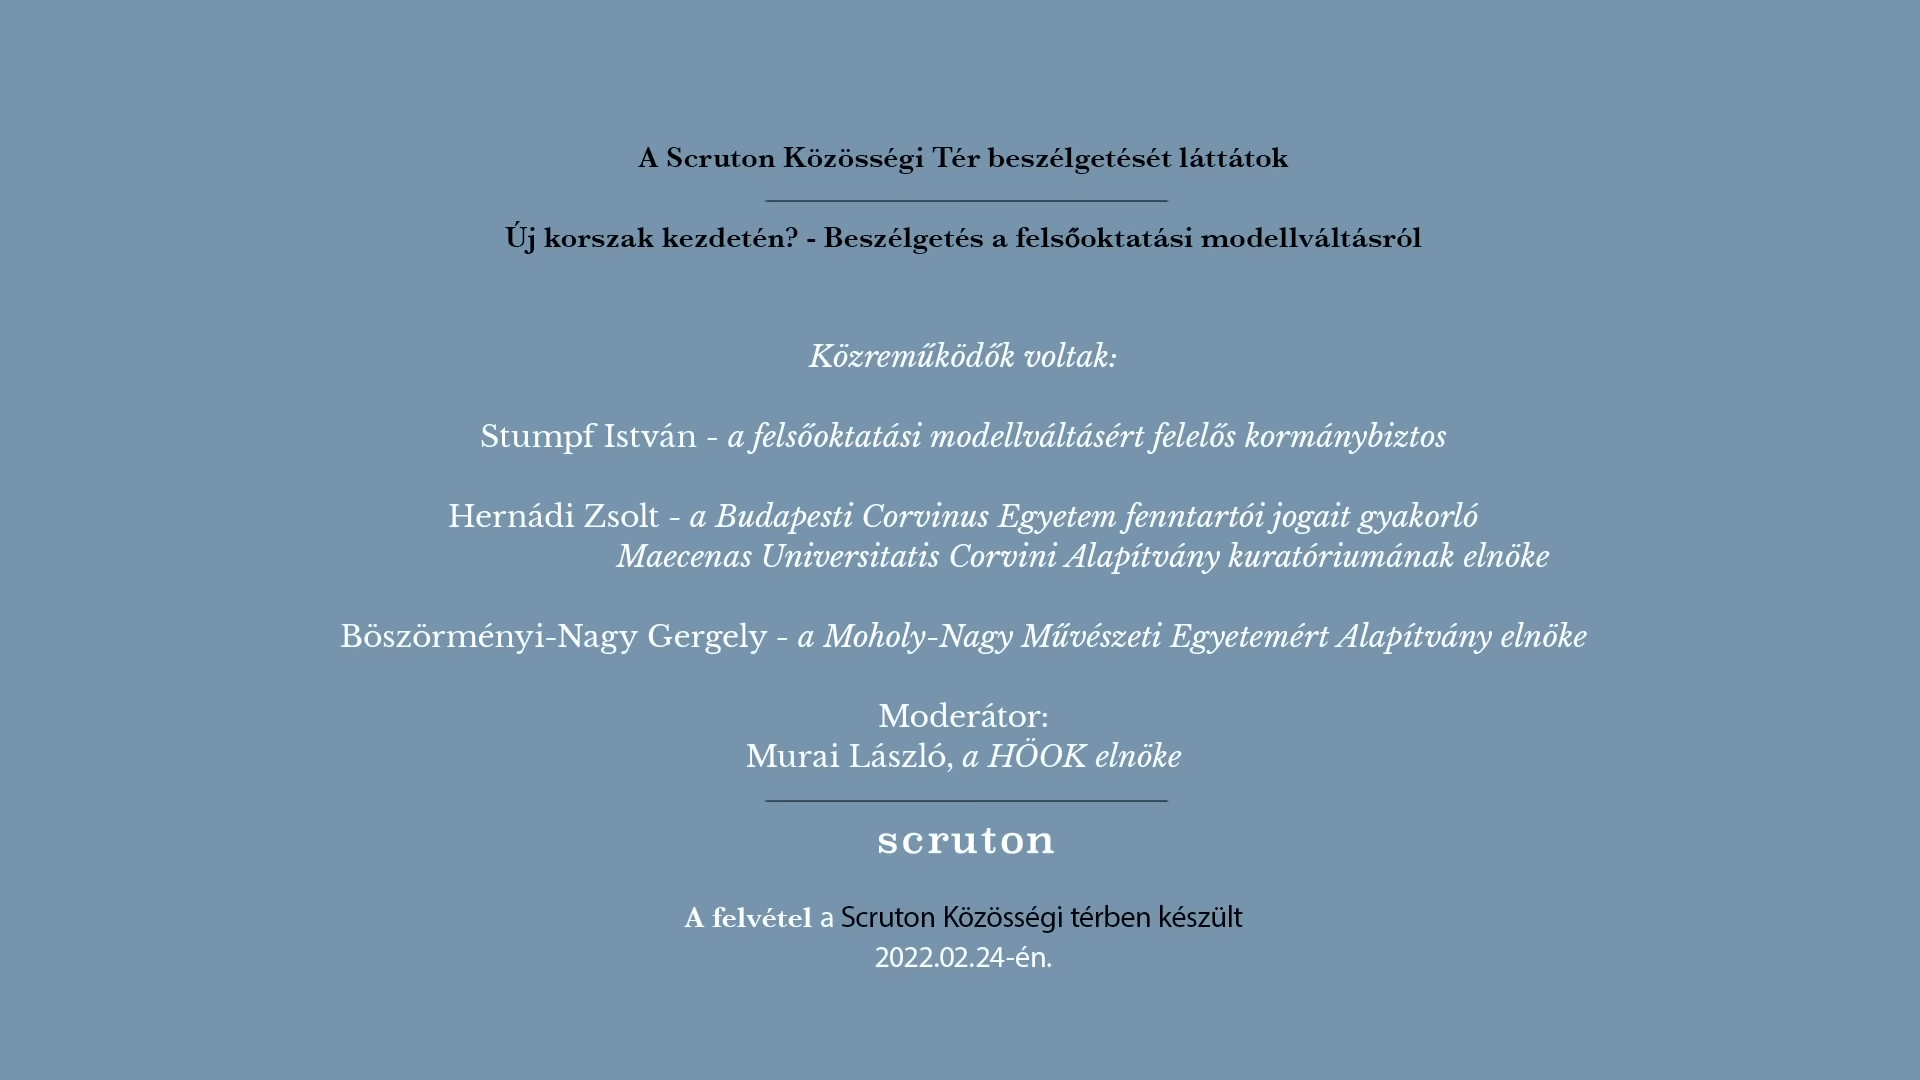 A Scruton Közösségi Tér beszélgetését láttátok
Új korszak kezdetén? - Beszélgetés a felsőoktatási modellváltásról
Közreműködők voltak:
Stumpf István - a felsőoktatási modellváltásért felelős kormánybiztos
Hernádi Zsolt - a Budapesti Corvinus Egyetem fenntartói jogait gyakorló
Maecenas Universitatis Corvini Alapítvány kuratóriumának elnöke
Böszörményi-Nagy Gergely - a Moholy-Nagy Művészeti Egyetemért Alapítvány elnöke
Moderátor:
Murai László, a HÖOK elnöke
scruton
A felvétel a Scruton Közösségi térben készült
2022.02.24-én.